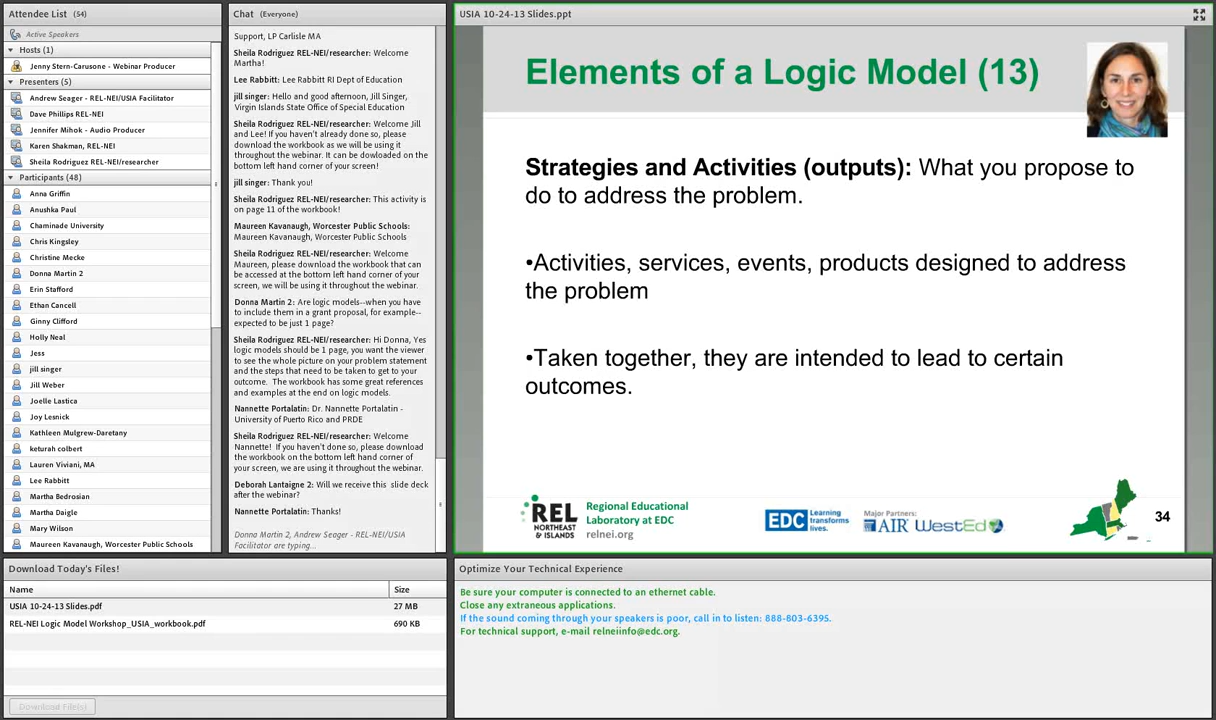 Attendee List (54)
Active Speakers
Hosts (1)
Jenny Stern-Carusone - Webinar Producer
Presenters (5)
Andrew Seager - REL-NEI/USIA Facilitator
Dave Phillips REL-NEI
Jennifer Mihok - Audio Producer
Karen Shakman, REL-NEI
Sheila Rodriguez REL-NEI/researcher
Participants (48)
Anna Griffin
Anushka Paul
Chaminade University
Chris Kingsley
Christine Mecke
Donna Martin 2
Erin Stafford
Ethan Cancell
Ginny Clifford
Holly Neal
Jess
jill singer
Jill Weber
Joelle Lastica
Joy Lesnick
Kathleen Mulgrew-Daretany
keturah colbert
Lauren Viviani, MA
Lee Rabbitt
Martha Bedrosian
Martha Daigle
Mary Wilson
Maureen Kavanaugh, Worcester Public Schools
Chat (Everyone)
Support, LP Carlisle MA
Sheila Rodriguez REL-NEI/researcher: Welcome
Martha!
Lee Rabbitt: Lee Rabbitt RI Dept of Education
jill singer: Hello and good afternoon, Jill Singer,
Virgin Islands State Office of Special Education
Sheila Rodriguez REL-NEI/researcher: Welcome Jill
and Lee! If you haven't already done so, please
download the workbook as we will be using it
throughout the webinar. It can be dowloaded on the
bottom left hand corner of your screen!
jill singer: Thank you!
Sheila Rodriguez REL-NEI/researcher: This activity is
on page 11 of the workbook!
Maureen Kavanaugh, Worcester Public Schools:
Maureen Kavanaugh, Worcester Public Schools
Sheila Rodriguez REL-NEI/researcher: Welcome
Maureen, please download the workbook that can
be accessed at the bottom left hand corner of your
screen, we will be using it throughout the webinar.
Donna Martin 2: Are logic models--when you have
to include them in a grant proposal, for example--
expected to be just 1 page?
Sheila Rodriguez REL-NEI/researcher: Hi Donna, Yes
logic models should be 1 page, you want the viewer
to see the whole picture on your problem statement
and the steps that need to be taken to get to your
outcome. The workbook has some great references
and examples at the end on logic models.
Nannette Portalatin: Dr. Nannette Portalatin -
University of Puerto Rico and PRDE
Sheila Rodriguez REL-NEI/researcher: Welcome
Nannette! If you haven't done so, please download
the workbook on the bottom left hand corner of
your screen, we are using it throughout the webinar.
Deborah Lantaigne 2: Will we receive this slide deck
after the webinar?
Nannette Portalatin: Thanks!
Donna Martin 2, Andrew Seager - REL-NEI/USIA
Facilitator are typing...
USIA 10-24-13 Slides.ppt
Elements of a Logic Model (13)
Strategies and Activities (outputs): What you propose to
do to address the problem.
•Activities, services, events, products designed to address
the problem
•Taken together, they are intended to lead to certain
outcomes.
REL
NORTHEAST
& ISLANDS
Regional Educational
Laboratory at EDC
relnei.org
EDC
Learning
transforms
lives.
Major Partners:
AIR WestEd
34
Download Today's Files!
Name Size
USIA 10-24-13 Slides.pdf 27 MB
REL-NEI Logic Model Workshop_USIA_workbook.pdf 690 KB
Download File(s)
Optimize Your Technical Experience
Be sure your computer is connected to an ethernet cable.
Close any extraneous applications.
If the sound coming through your speakers is poor, call in to listen: 888-803-6395.
For technical support, e-mail relneiinfo@edc.org.